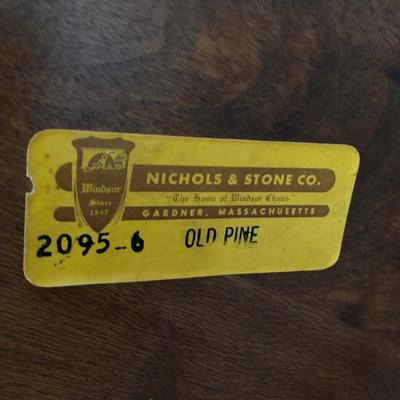 Windsor
Since
1857
NICHOLS & STONE CO.
"The Home of Windsor Chairs"
GARDNER, MASSACHUSETTS
2095-6 OLD PINE